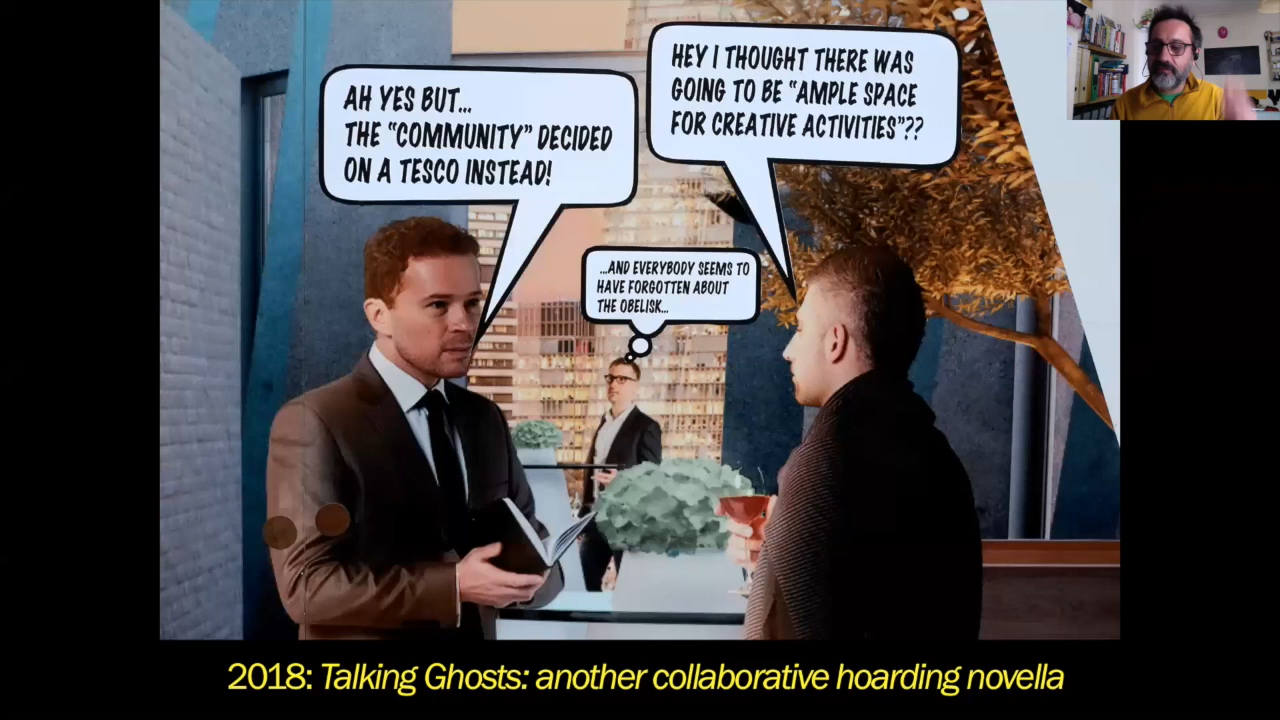 AH YES BUT...
THE "COMMUNITY" DECIDED
ON A TESCO INSTEAD!
HEY I THOUGHT THERE WAS
GOING TO BE "AMPLE SPACE
FOR CREATIVE ACTIVITIES"??
...AND EVERYBODY SEEMS TO
HAVE FORGOTTEN ABOUT
THE OBELISK...
2018: Talking Ghosts: another collaborative hoarding novella